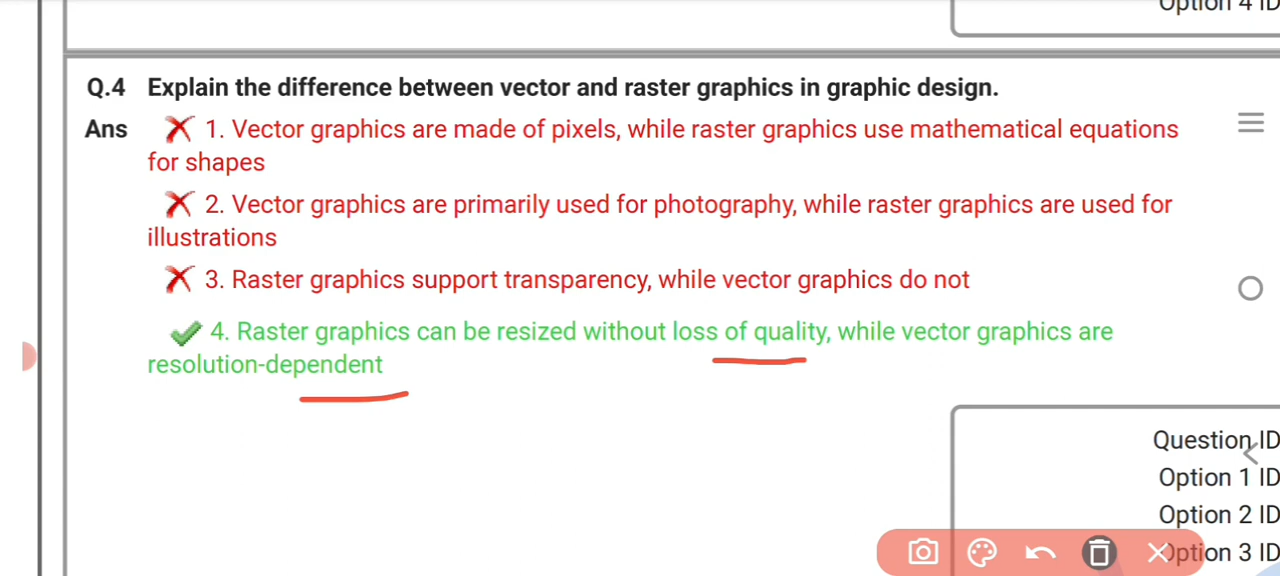 Option 4 ID
Q.4 Explain the difference between vector and raster graphics in graphic design.
Ans 1. Vector graphics are made of pixels, while raster graphics use mathematical equations
for shapes
2. Vector graphics are primarily used for photography, while raster graphics are used for
illustrations
3. Raster graphics support transparency, while vector graphics do not
4. Raster graphics can be resized without loss of quality, while vector graphics are
resolution-dependent
Question ID
Option 1 ID
Option 2 ID
Option 3 ID